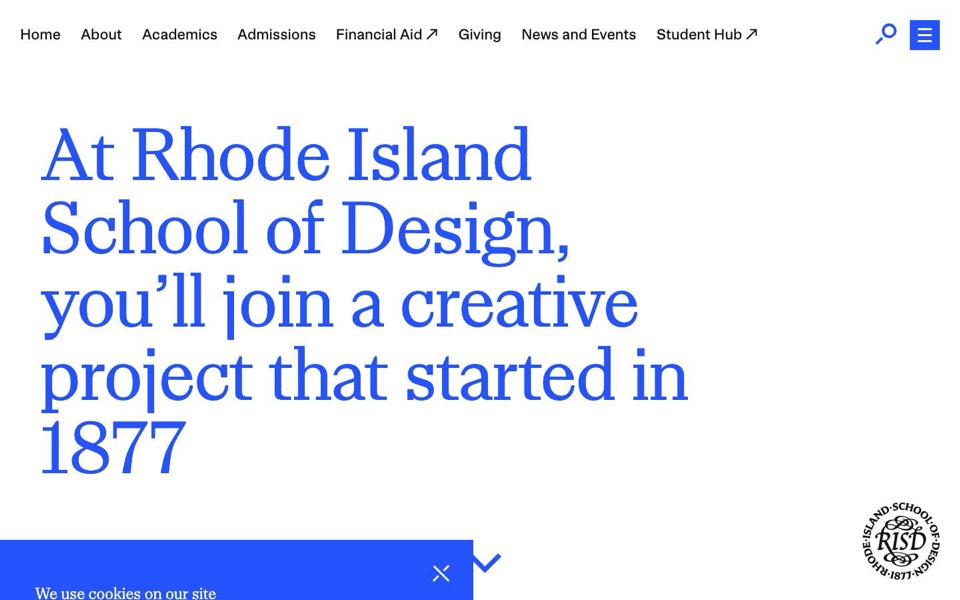 Home About Academics Admissions Financial Aid ↗ Giving News and Events Student Hub ↗
At Rhode Island
School of Design,
you’ll join a creative
project that started in
1877
RHODE·ISLAND·SCHOOL·OF·DESIGN·1877·
RISD
We use cookies on our site